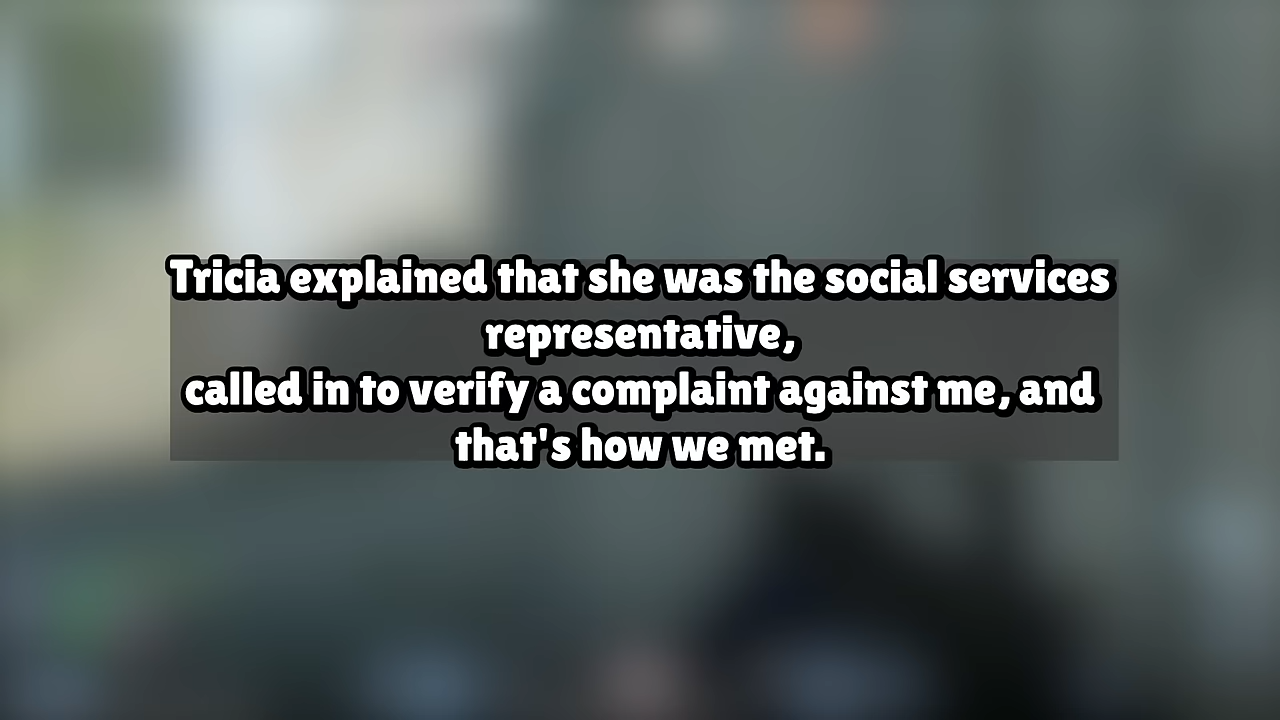 Tricia explained that she was the social services
representative,
called in to verify a complaint against me, and
that's how we met.